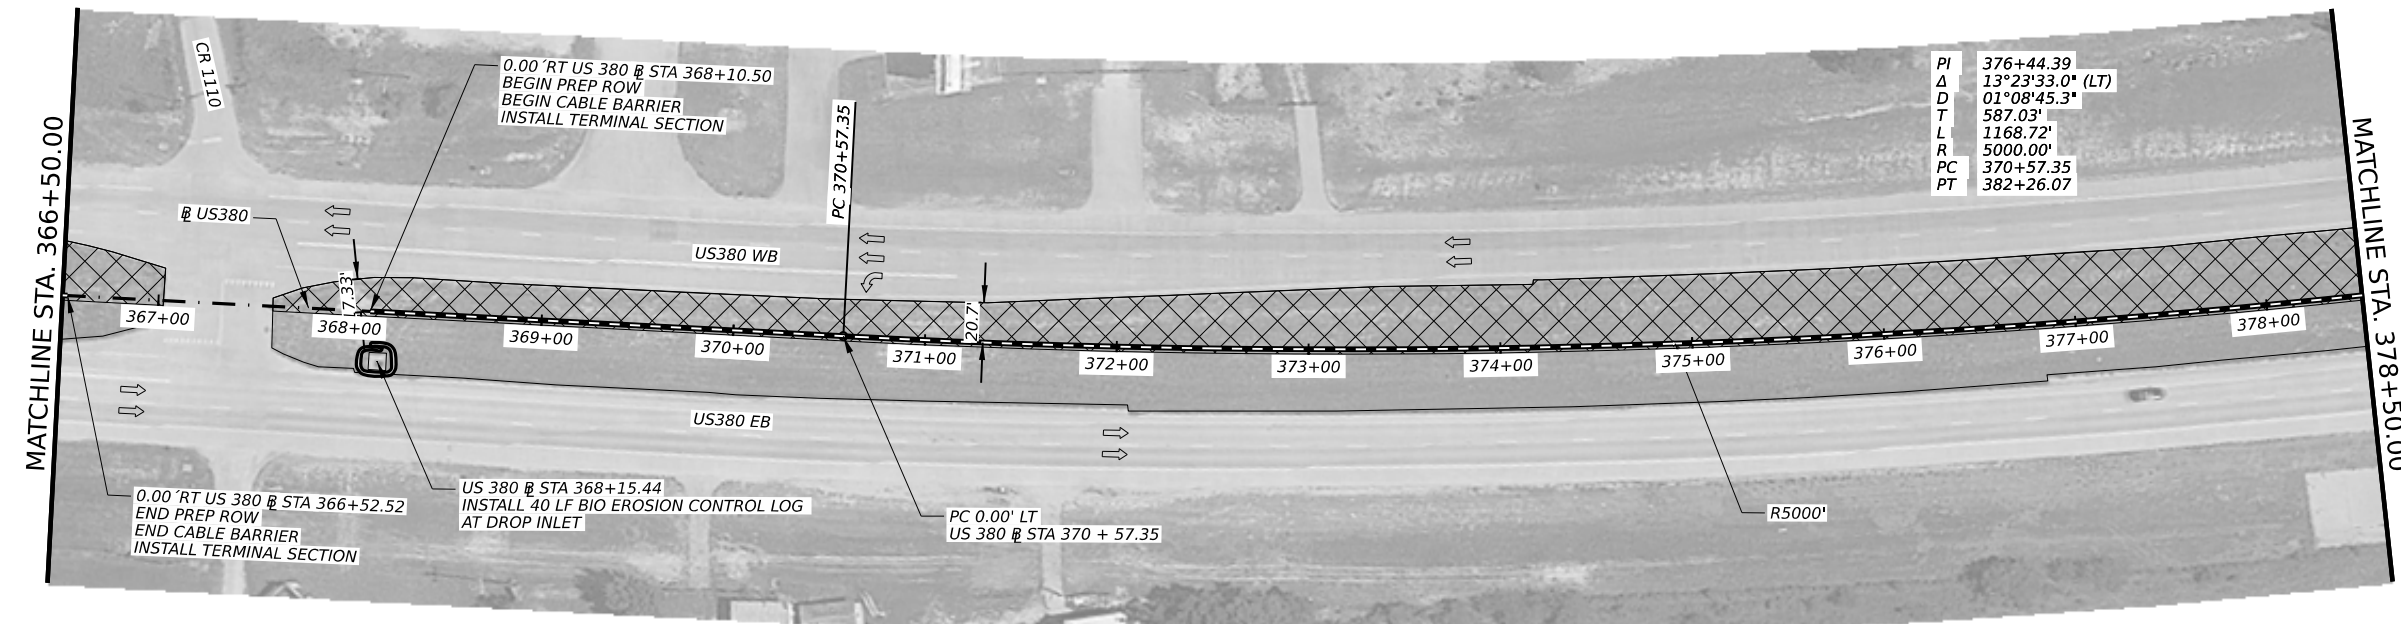 MATCHLINE STA. 366+50.00
CR 1110
0.00´RT US 380 ℄ STA 368+10.50
BEGIN PREP ROW
BEGIN CABLE BARRIER
INSTALL TERMINAL SECTION
PC 370+57.35
PI 376+44.39
Δ 13°23'33.0" (LT)
D 01°08'45.3"
T 587.03'
L 1168.72'
R 5000.00'
PC 370+57.35
PT 382+26.07
MATCHLINE STA. 378+50.00
US380
US380 WB
7.33'
20.7'
367+00
368+00
369+00
370+00
371+00
372+00
373+00
374+00
375+00
376+00
377+00
378+00
US380 EB
0.00´RT US 380 STA 366+52.52
END PREP ROW
END CABLE BARRIER
INSTALL TERMINAL SECTION
US 380 STA 368+15.44
INSTALL 40 LF BIO EROSION CONTROL LOG
AT DROP INLET
PC 0.00' LT
US 380 STA 370 + 57.35
R5000'